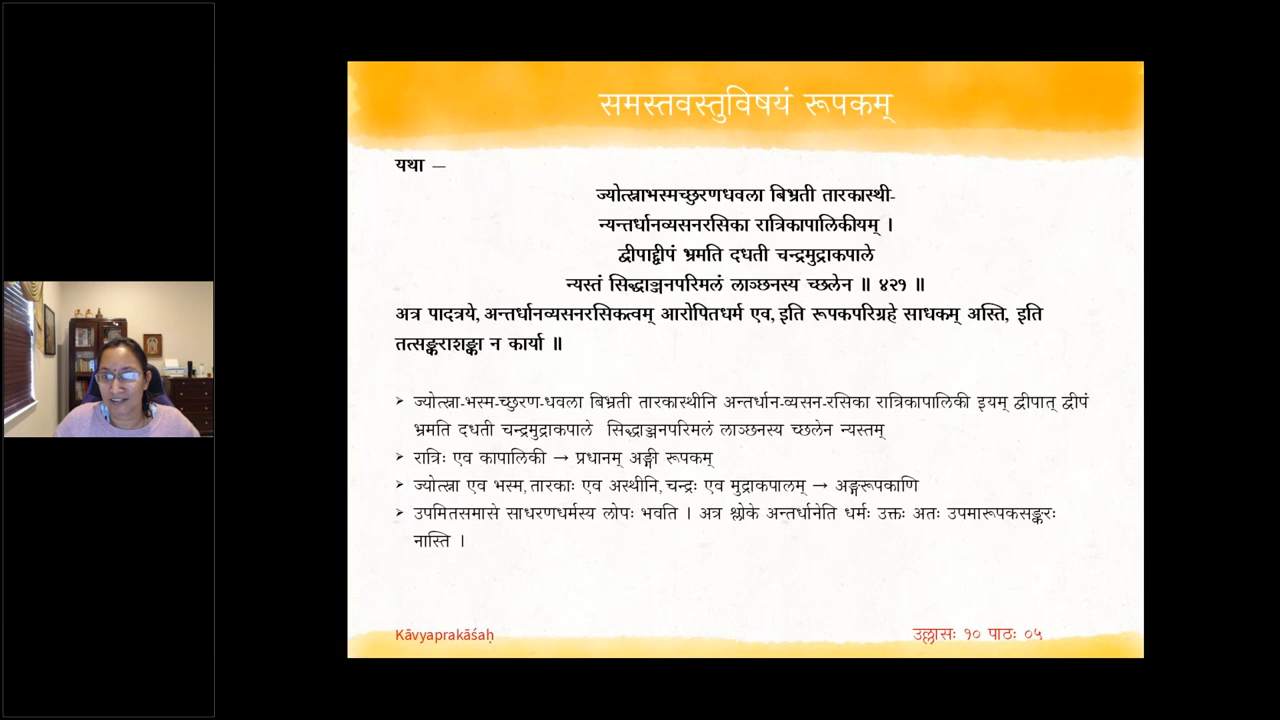 समस्तवस्तुविषयं रूपकम्
यथा –
ज्योत्स्नाभस्मच्छुरणधवला बिभ्रती तारकास्थी-
न्यन्तर्धानव्यसनरसिका रात्रिकापालिकीयम् ।
द्वीपाद्द्वीपं भ्रमति दधती चन्द्रमुद्राकपाले
न्यस्तं सिद्धाञ्जनपरिमलं लाञ्छनस्य च्छलेन ॥ ४२१ ॥
अत्र पादत्रये, अन्तर्धानव्यसनरसिकत्वम् आरोपितधर्म एव, इति रूपकपरिग्रहे साधकम् अस्ति, इति
तत्सङ्कराशङ्का न कार्या ॥
➢ ज्योत्स्ना-भस्म-च्छुरण-धवला बिभ्रती तारकास्थीनि अन्तर्धान-व्यसन-रसिका रात्रिकापालिकी इयम् द्वीपात् द्वीपं
भ्रमति दधती चन्द्रमुद्राकपाले सिद्धाञ्जनपरिमलं लाञ्छनस्य च्छलेन न्यस्तम्
➢ रात्रिः एव कापालिकी → प्रधानम् अङ्गी रूपकम्
➢ ज्योत्स्ना एव भस्म, तारकाः एव अस्थीनि, चन्द्रः एव मुद्राकपालम् → अङ्गरूपकाणि
➢ उपमितसमासे साधरणधर्मस्य लोपः भवति । अत्र श्लोके अन्तर्धानेति धर्मः उक्तः अतः उपमारूपकसङ्करः
नास्ति ।
Kāvyaprakāśaḥ
उल्लासः १० पाठः ०५